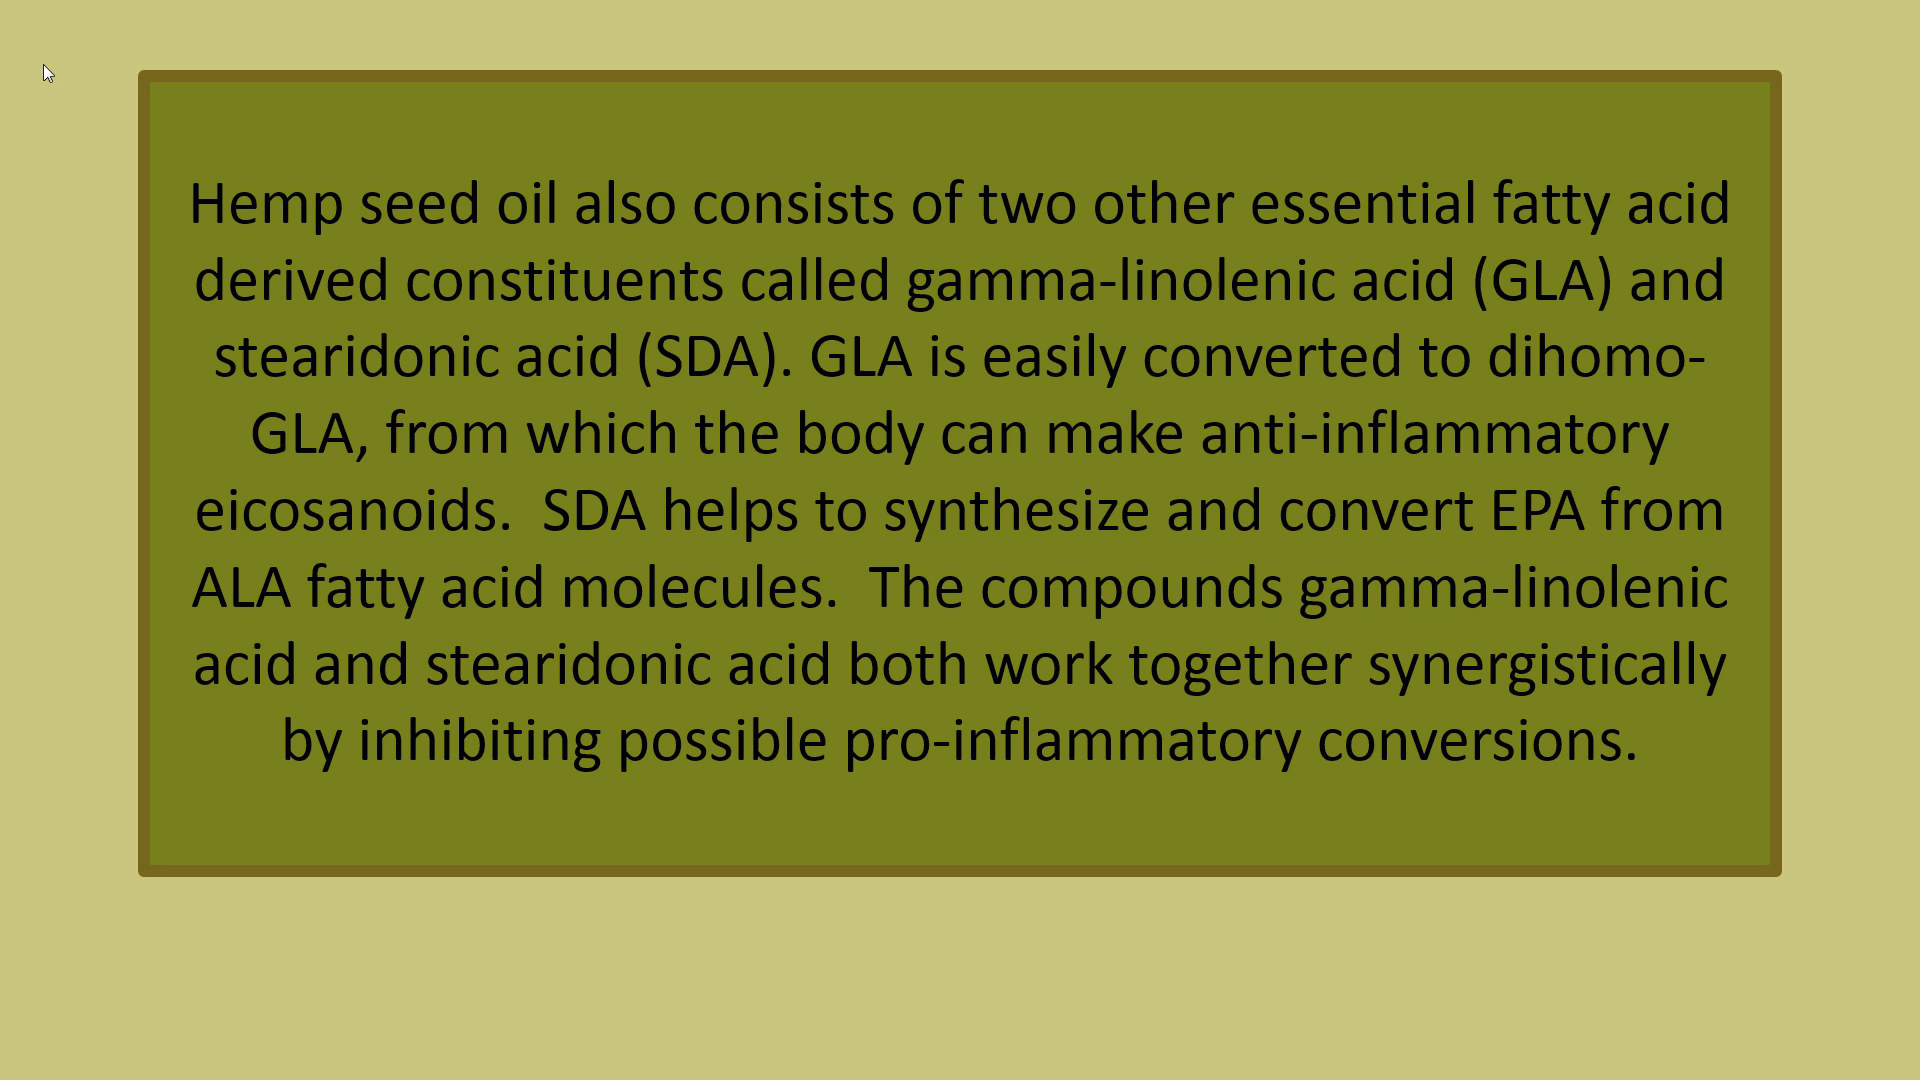 Hemp seed oil also consists of two other essential fatty acid
derived constituents called gamma-linolenic acid (GLA) and
stearidonic acid (SDA). GLA is easily converted to dihomo-
GLA, from which the body can make anti-inflammatory
eicosanoids.  SDA helps to synthesize and convert EPA from
ALA fatty acid molecules.  The compounds gamma-linolenic
acid and stearidonic acid both work together synergistically
by inhibiting possible pro-inflammatory conversions.